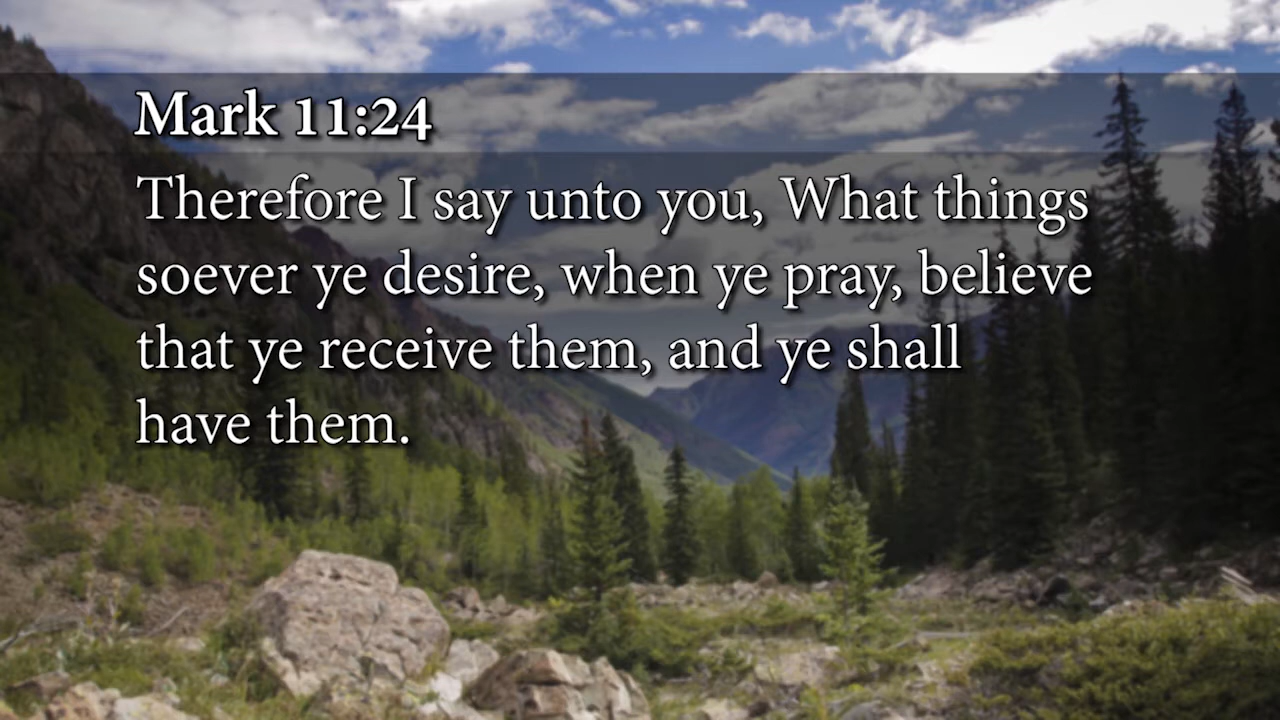 Mark 11:24
Therefore I say unto you, What things
soever ye desire, when ye pray, believe
that ye receive them, and ye shall
have them.